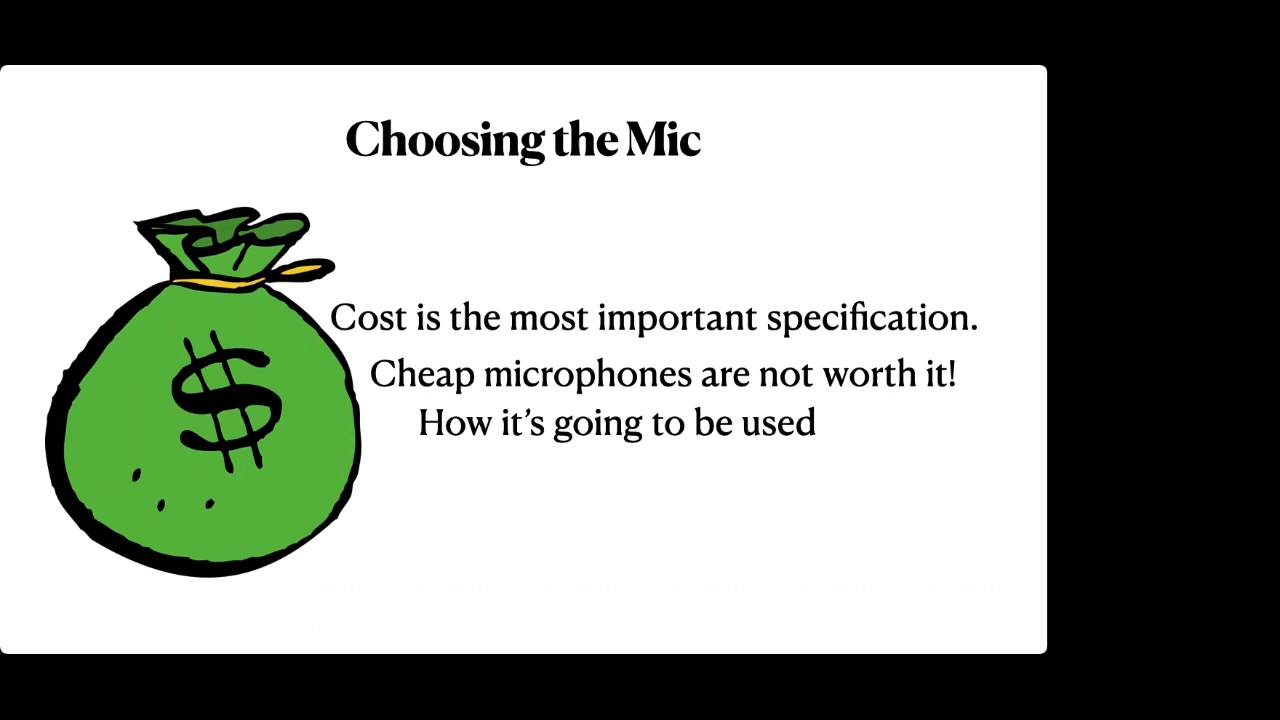 Choosing the Mic
Cost is the most important specification.
Cheap microphones are not worth it!
How it’s going to be used
$